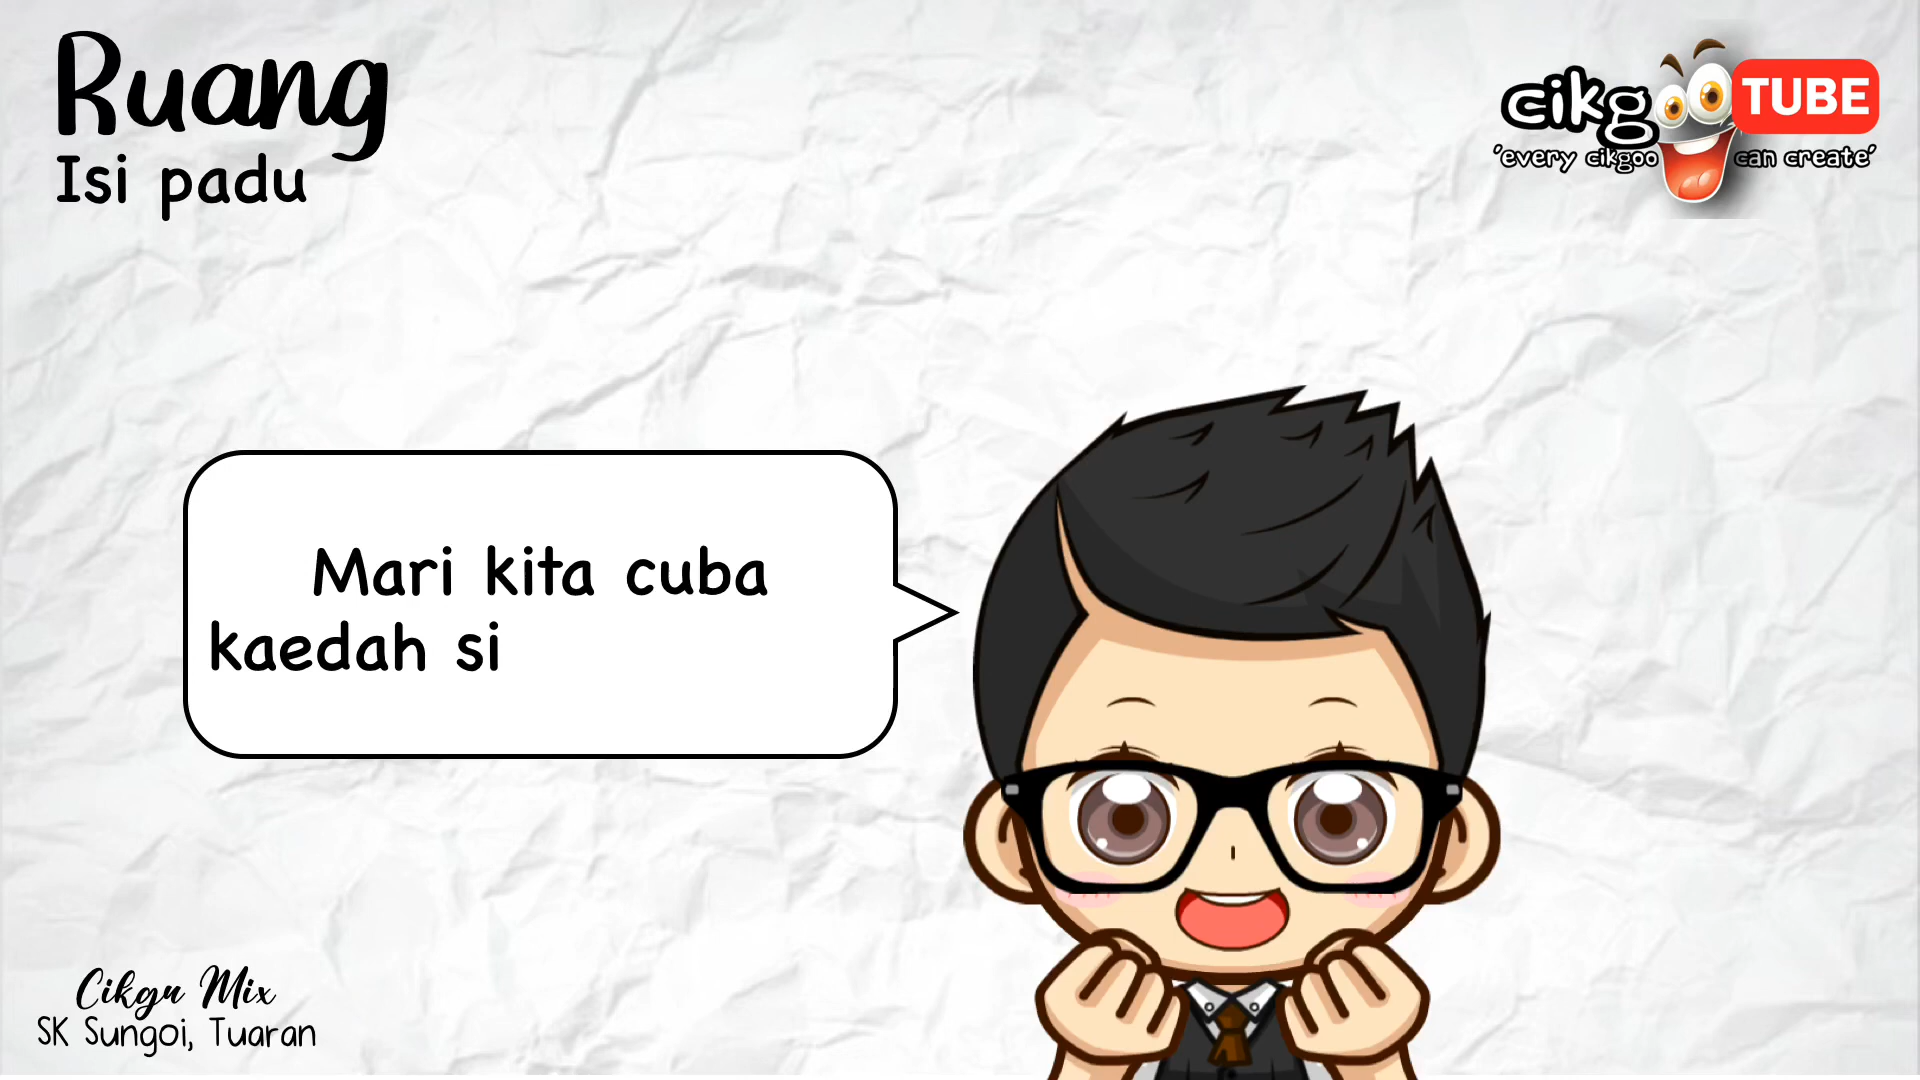 Ruang
Isi padu
cikgoo TUBE
'every cikgoo can create'
Mari kita cuba
kaedah si
Cikgu Mix
SK Sungoi, Tuaran